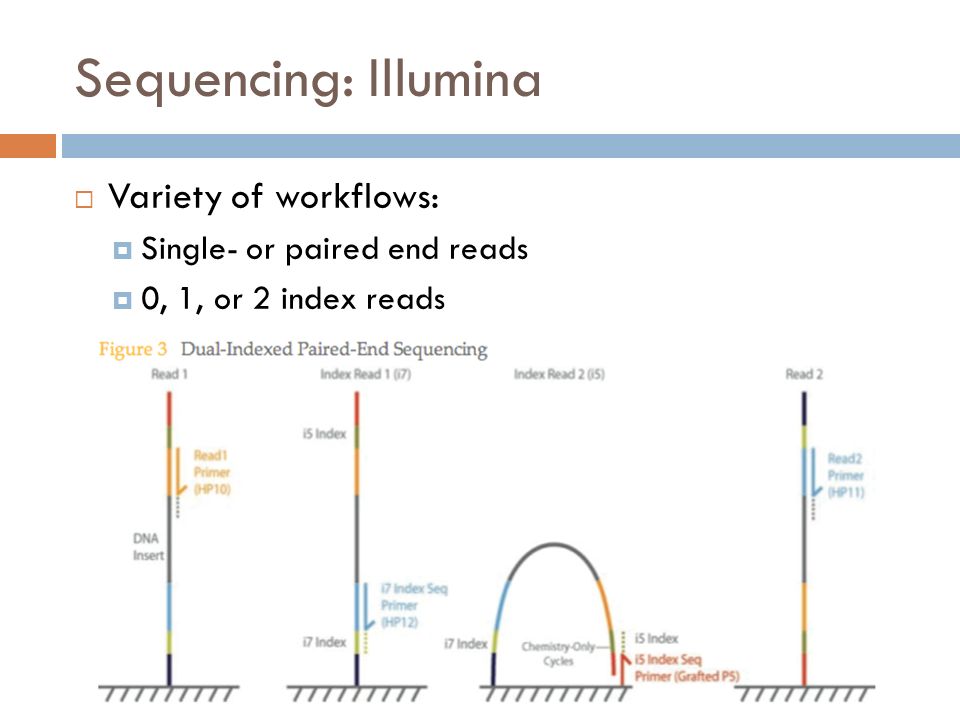 Sequencing: Illumina
Variety of workflows:
Single- or paired end reads
0, 1, or 2 index reads
Figure 3 Dual-Indexed Paired-End Sequencing
Read 1
Index Read 1 (i7)
Index Read 2 (i5)
Read 2
Read1
Primer
(HP10)
DNA
Insert
i5 Index
i7 Index Seq
Primer
(HP12)
i7 Index
i7 Index
Chemistry-Only
Cycles
i5 Index
i5 Index Seq
Primer (Grafted P5)
Read2
Primer
(HP11)